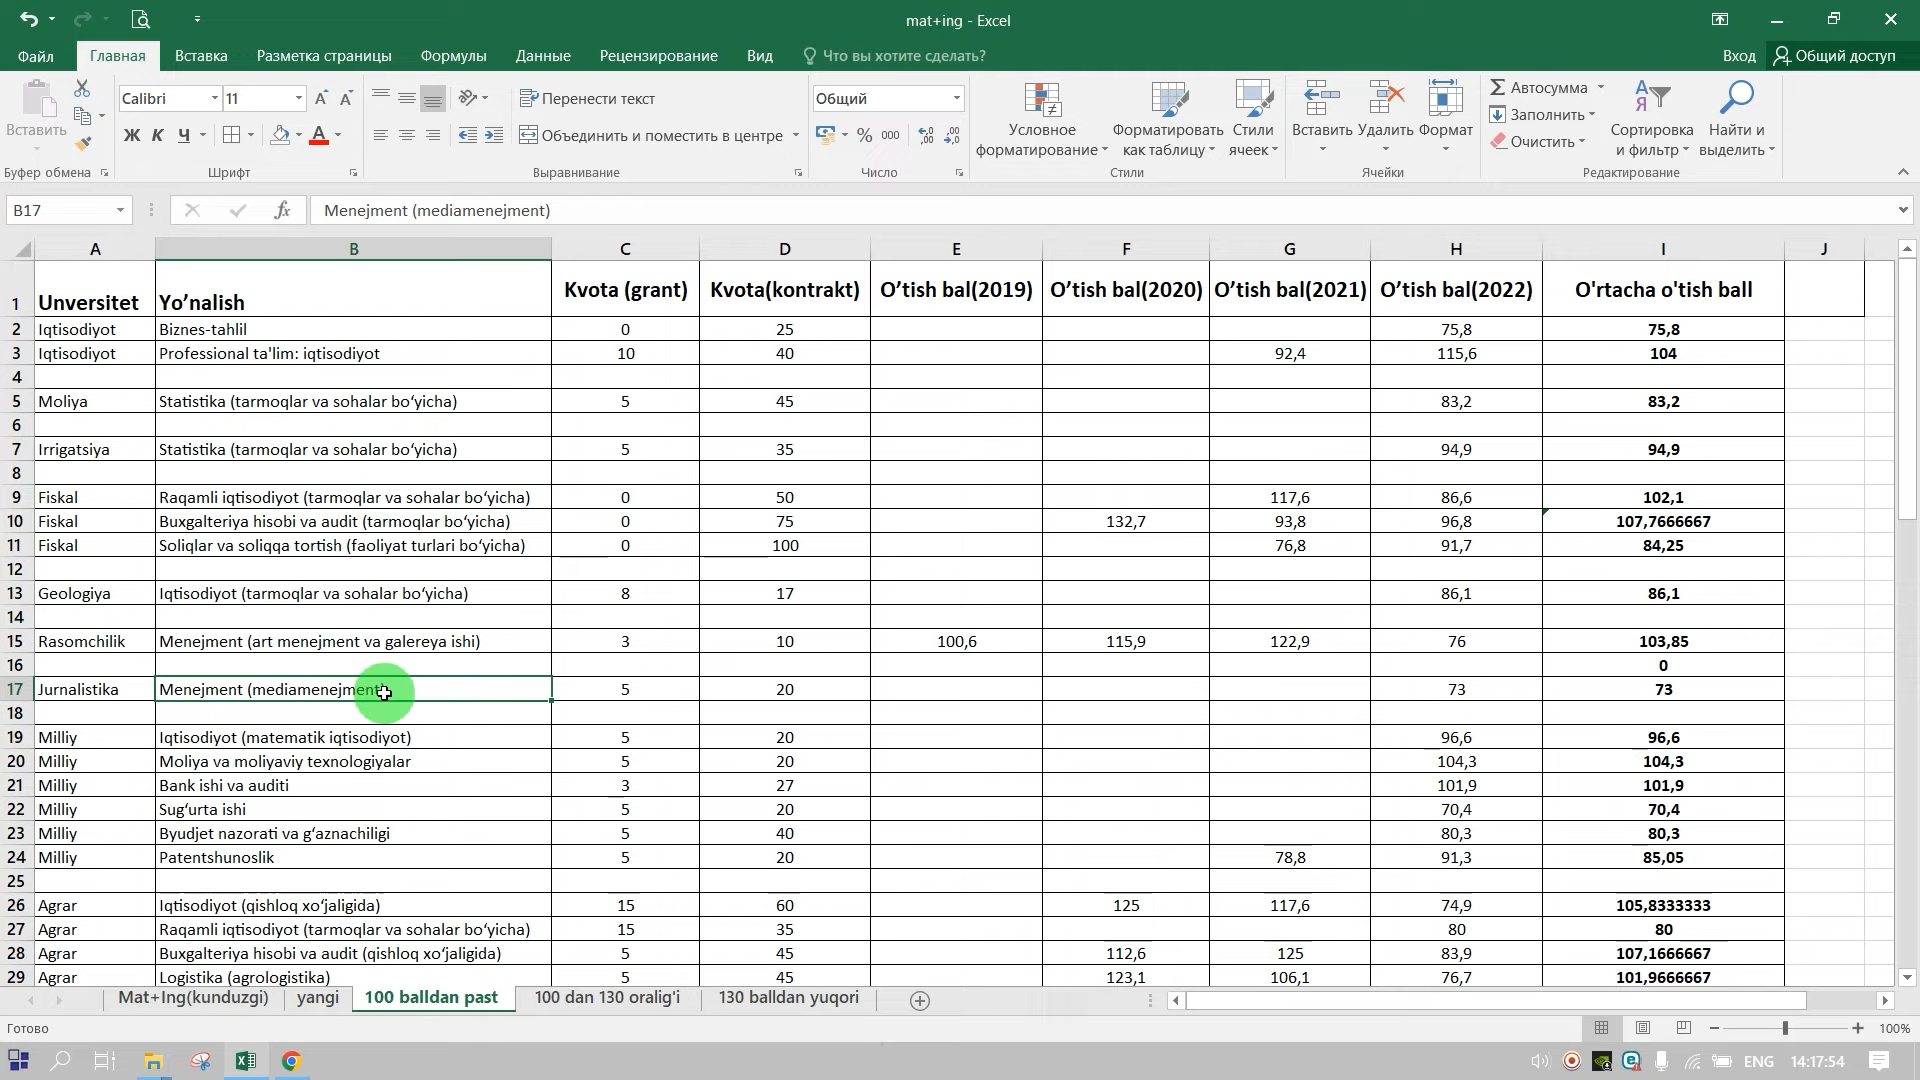 mat+ing - Excel
Файл Главная Вставка Разметка страницы Формулы Данные Рецензирование Вид Что вы хотите сделать? Вход Общий доступ
Вставить Calibri 11 Перенести текст Общий Условное форматирование Форматировать как таблицу Стили ячеек Вставить Удалить Формат Автосумма Сортировка и фильтр Найти и выделить
Ж К Ч Объединить и поместить в центре % 000 Заполнить
Очистить
Буфер обмена Шрифт Выравнивание Число Стили Ячейки Редактирование
B17 fx Menejment (mediamenejment)
A B C D E F G H I J
1 Unversitet Yo’nalish Kvota (grant) Kvota(kontrakt) O’tish bal(2019) O’tish bal(2020) O’tish bal(2021) O’tish bal(2022) O'rtacha o'tish ball
2 Iqtisodiyot Biznes-tahlil 0 25 75,8 75,8
3 Iqtisodiyot Professional ta'lim: iqtisodiyot 10 40 92,4 115,6 104
4
5 Moliya Statistika (tarmoqlar va sohalar bo‘yicha) 5 45 83,2 83,2
6
7 Irrigatsiya Statistika (tarmoqlar va sohalar bo‘yicha) 5 35 94,9 94,9
8
9 Fiskal Raqamli iqtisodiyot (tarmoqlar va sohalar bo‘yicha) 0 50 117,6 86,6 102,1
10 Fiskal Buxgalteriya hisobi va audit (tarmoqlar bo‘yicha) 0 75 132,7 93,8 96,8 107,7666667
11 Fiskal Soliqlar va soliqqa tortish (faoliyat turlari bo‘yicha) 0 100 76,8 91,7 84,25
12
13 Geologiya Iqtisodiyot (tarmoqlar va sohalar bo‘yicha) 8 17 86,1 86,1
14
15 Rasomchilik Menejment (art menejment va galereya ishi) 3 10 100,6 115,9 122,9 76 103,85
16 0
17 Jurnalistika Menejment (mediamenejment) 5 20 73 73
18
19 Milliy Iqtisodiyot (matematik iqtisodiyot) 5 20 96,6 96,6
20 Milliy Moliya va moliyaviy texnologiyalar 5 20 104,3 104,3
21 Milliy Bank ishi va auditi 3 27 101,9 101,9
22 Milliy Sug‘urta ishi 5 20 70,4 70,4
23 Milliy Byudjet nazorati va g‘aznachiligi 5 40 80,3 80,3
24 Milliy Patentshunoslik 5 20 78,8 91,3 85,05
25
26 Agrar Iqtisodiyot (qishloq xo‘jaligida) 15 60 125 117,6 74,9 105,8333333
27 Agrar Raqamli iqtisodiyot (tarmoqlar va sohalar bo‘yicha) 15 35 80 80
28 Agrar Buxgalteriya hisobi va audit (qishloq xo‘jaligida) 5 45 112,6 125 83,9 107,1666667
29 Agrar Logistika (agrologistika) 5 45 123,1 106,1 76,7 101,9666667
Mat+Ing(kunduzgi) yangi 100 balldan past 100 dan 130 oralig'i 130 balldan yuqori
Готово 100%
ENG 14:17:54